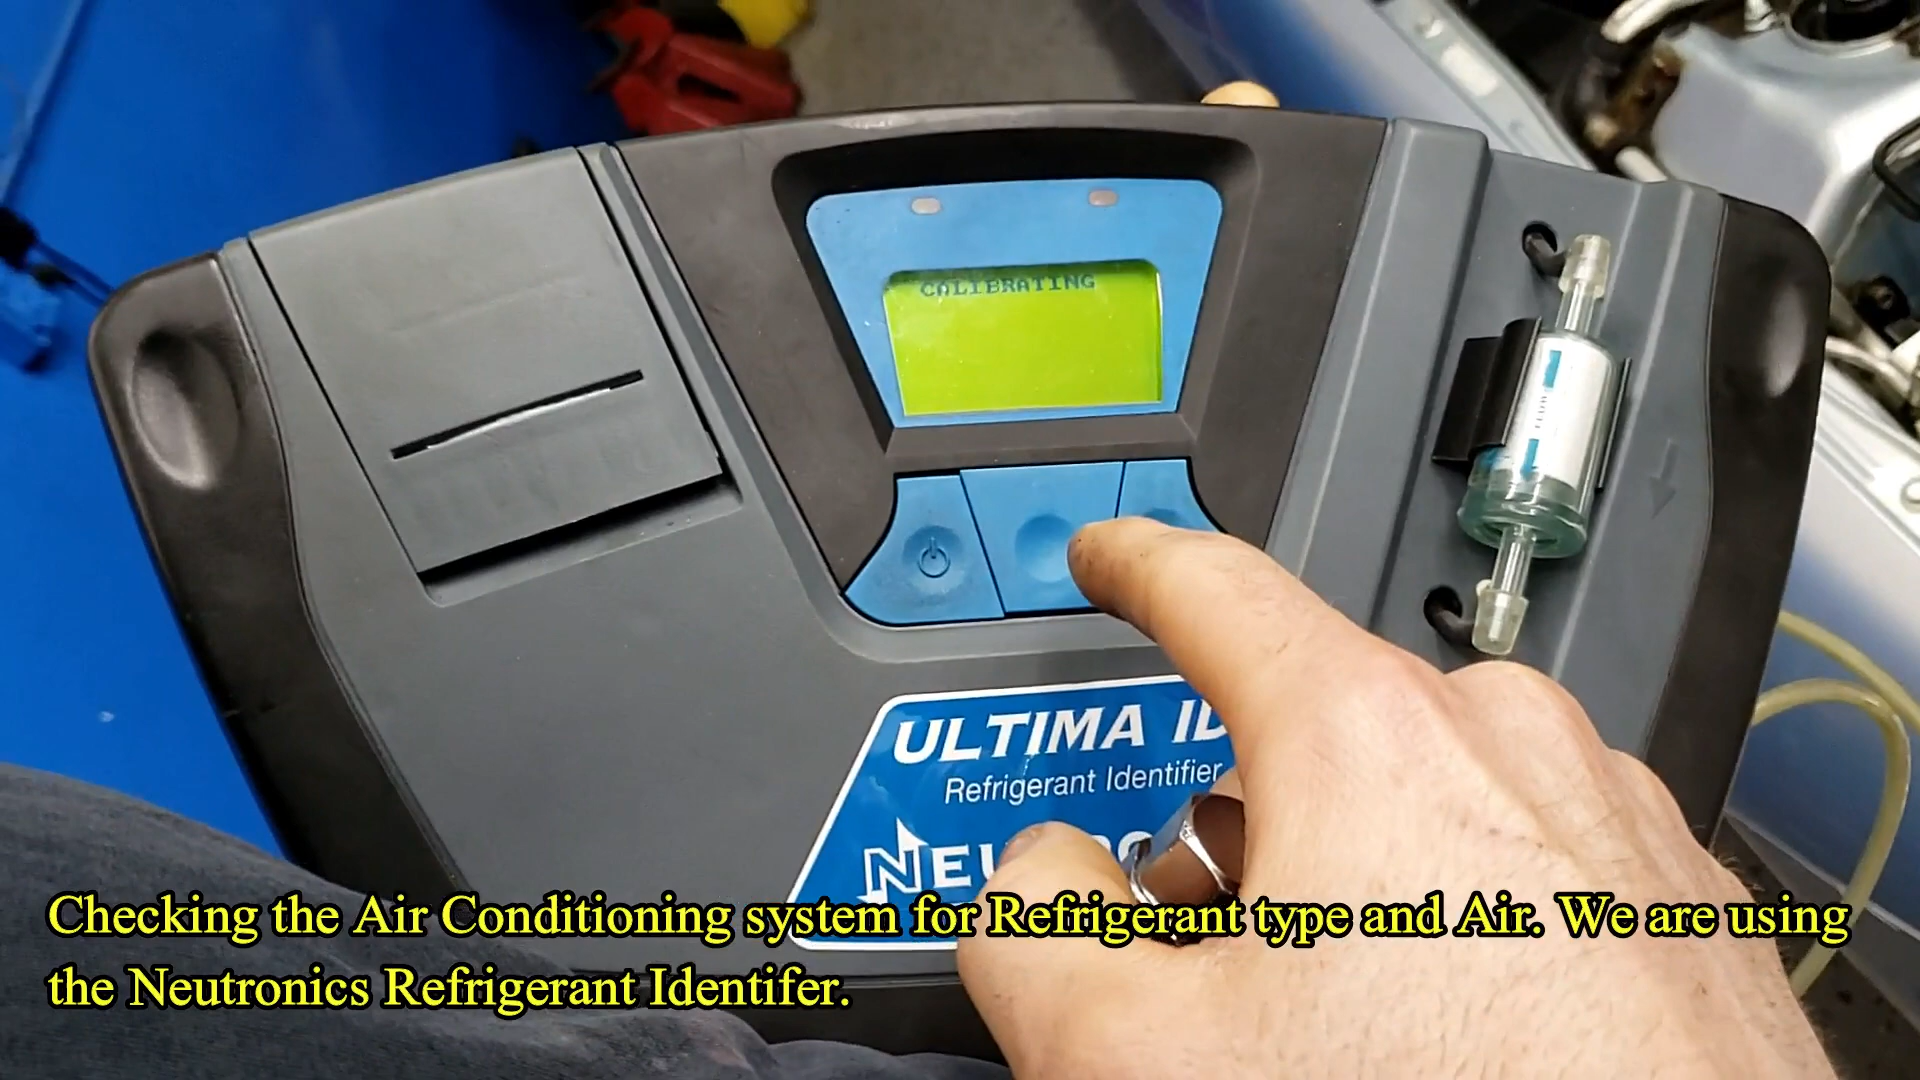 CALIBRATING
ULTIMA ID
Refrigerant Identifier
Checking the Air Conditioning system for Refrigerant type and Air. We are using
the Neutronics Refrigerant Identifer.